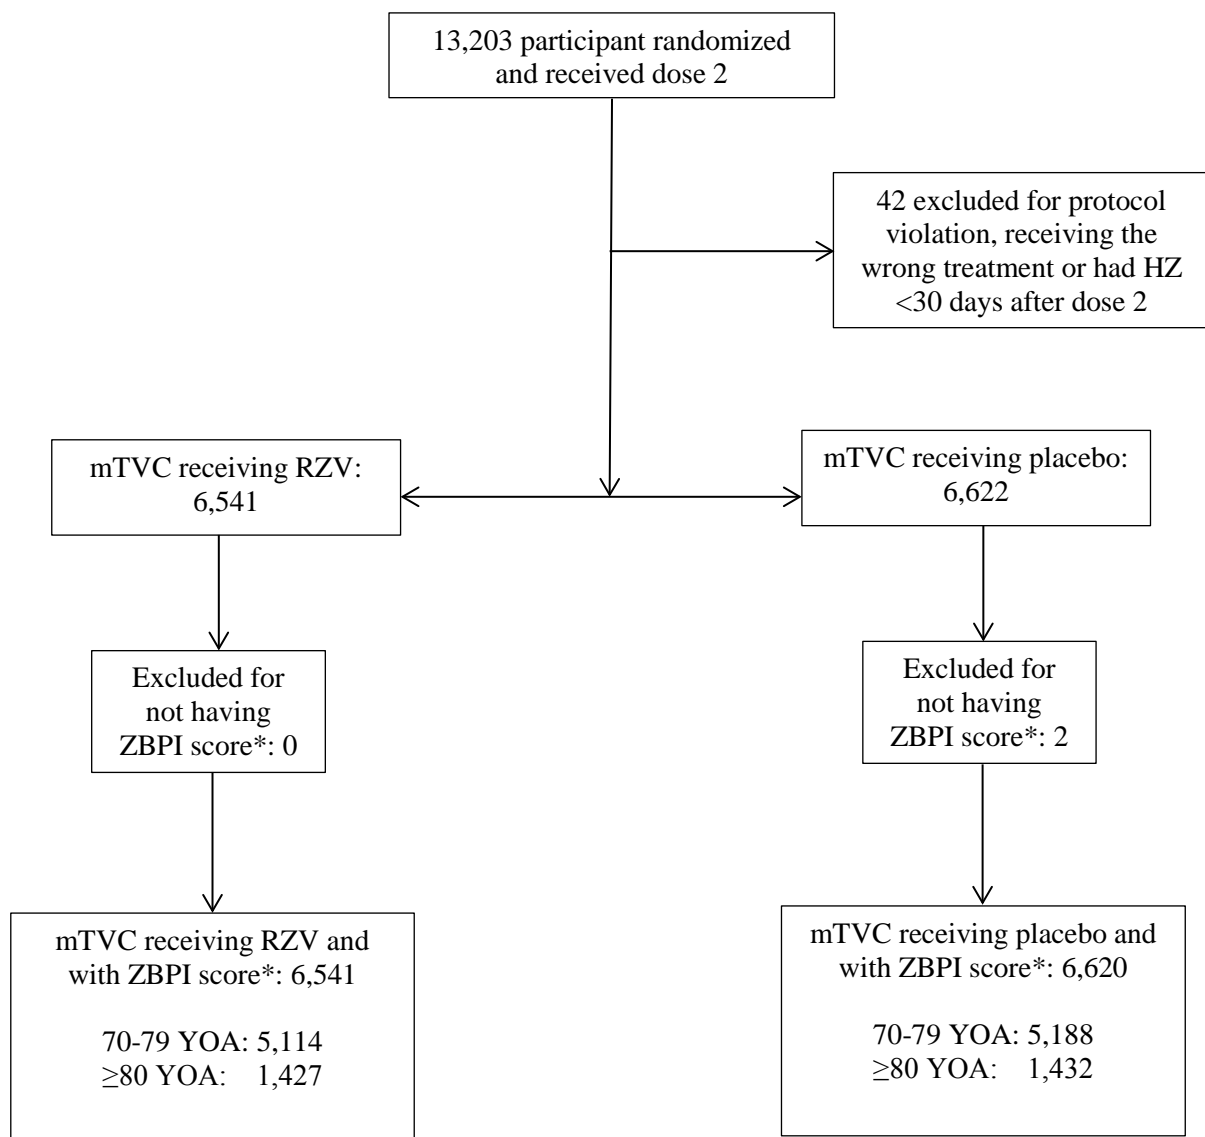 13,203 participant randomized
and received dose 2
42 excluded for protocol
violation, receiving the
wrong treatment or had HZ
<30 days after dose 2
mTVC receiving RZV:
6,541
mTVC receiving placebo:
6,622
Excluded for
not having
ZBPI score*: 0
Excluded for
not having
ZBPI score*: 2
mTVC receiving RZV and
with ZBPI score*: 6,541
70-79 YOA: 5,114
≥80 YOA: 1,427
mTVC receiving placebo and
with ZBPI score*: 6,620
70-79 YOA: 5,188
≥80 YOA: 1,432